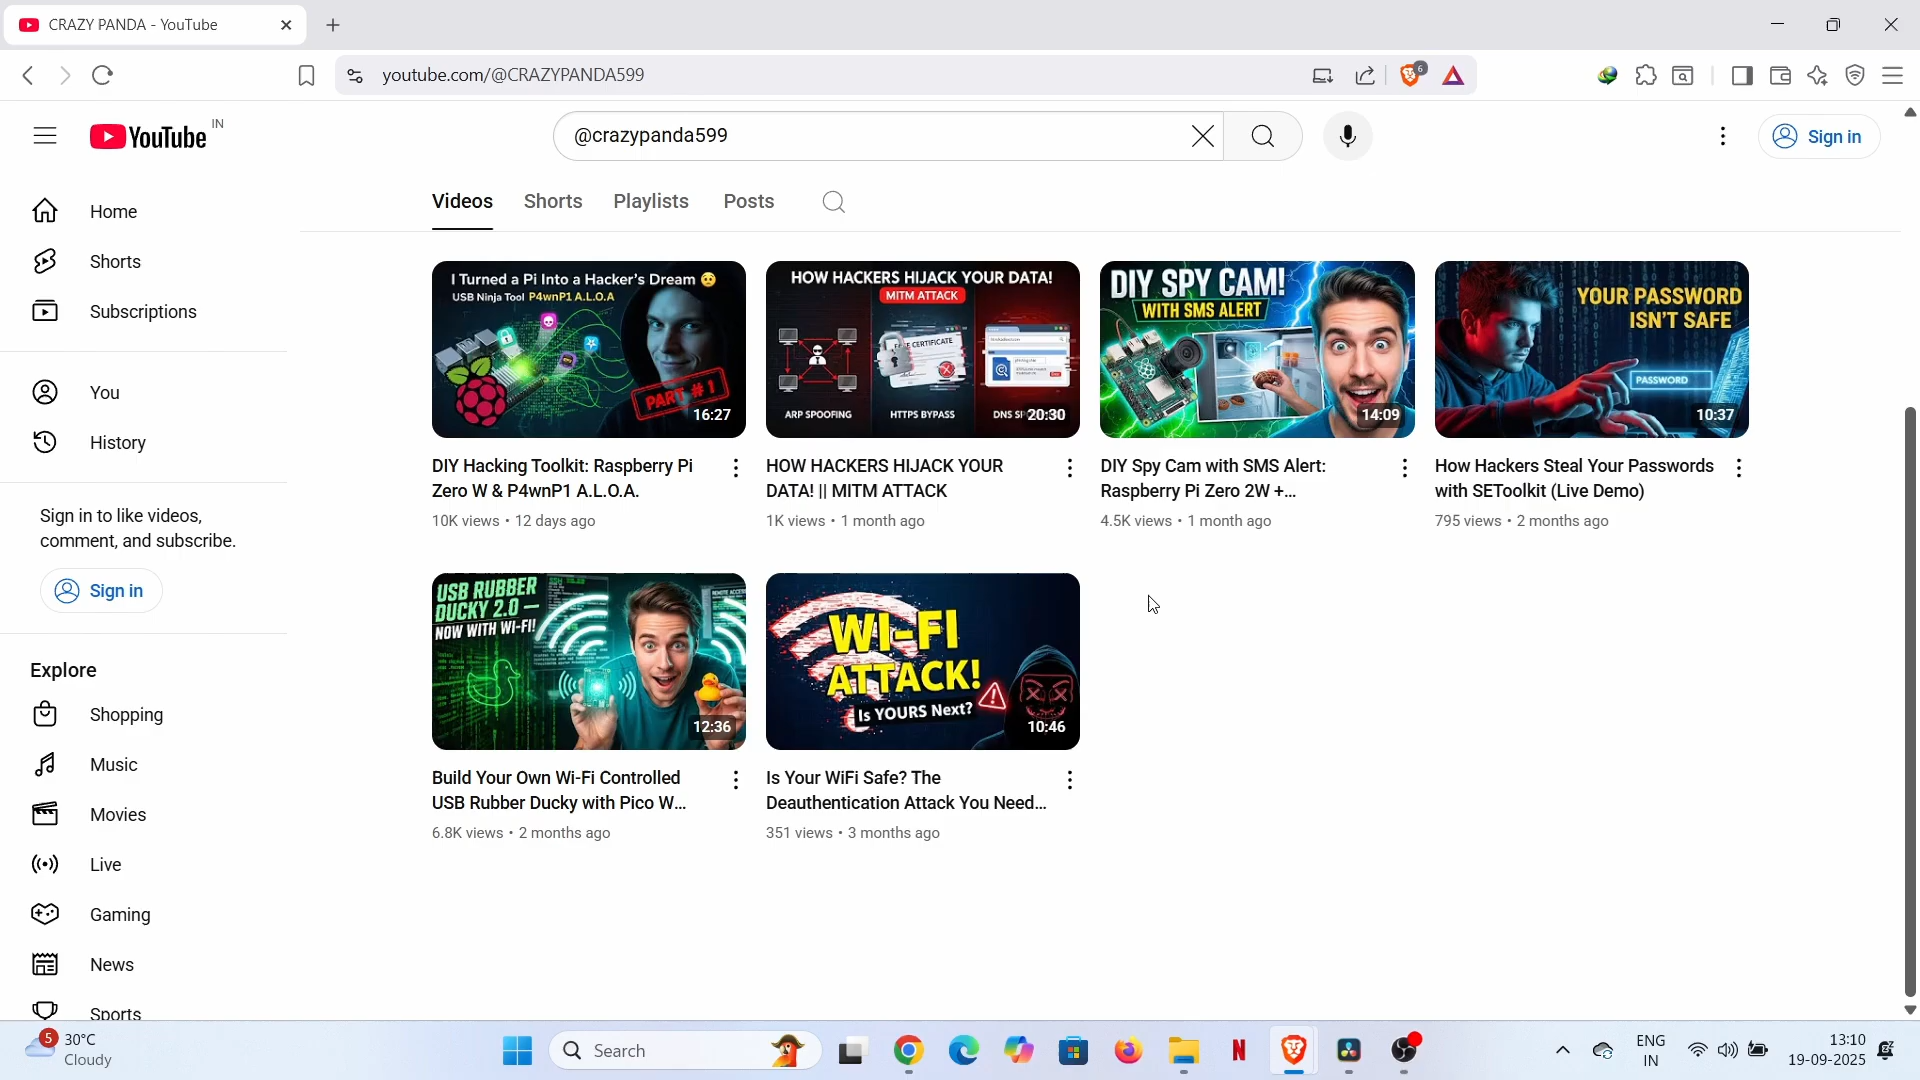 CRAZY PANDA - YouTube
youtube.com/@CRAZYPANDA599
6
YouTube IN
@crazypanda599
Sign in
Home
Shorts
Subscriptions
You
History
Sign in to like videos,
comment, and subscribe.
Sign in
Explore
Shopping
Music
Movies
Live
Gaming
News
Sports
Videos
Shorts
Playlists
Posts
I Turned a Pi Into a Hacker's Dream
USB Ninja Tool P4wnP1 A.L.O.A
PART #1
16:27
DIY Hacking Toolkit: Raspberry Pi
Zero W & P4wnP1 A.L.O.A.
10K views • 12 days ago
HOW HACKERS HIJACK YOUR DATA!
MITM ATTACK
CERTIFICATE
ARP SPOOFING
HTTPS BYPASS
20:30
HOW HACKERS HIJACK YOUR
DATA! || MITM ATTACK
1K views • 1 month ago
DIY SPY CAM!
WITH SMS ALERT
14:09
DIY Spy Cam with SMS Alert:
Raspberry Pi Zero 2W +...
4.5K views • 1 month ago
YOUR PASSWORD
ISN'T SAFE
PASSWORD
10:37
How Hackers Steal Your Passwords
with SEToolkit (Live Demo)
795 views • 2 months ago
USB RUBBER
DUCKY 2.0 —
NOW WITH WI-FI!
12:36
Build Your Own Wi-Fi Controlled
USB Rubber Ducky with Pico W...
6.8K views • 2 months ago
WI-FI
ATTACK!
Is YOURS Next?
10:46
Is Your WiFi Safe? The
Deauthentication Attack You Need...
351 views • 3 months ago
5
30°C
Cloudy
Search
ENG
IN
13:10
19-09-2025